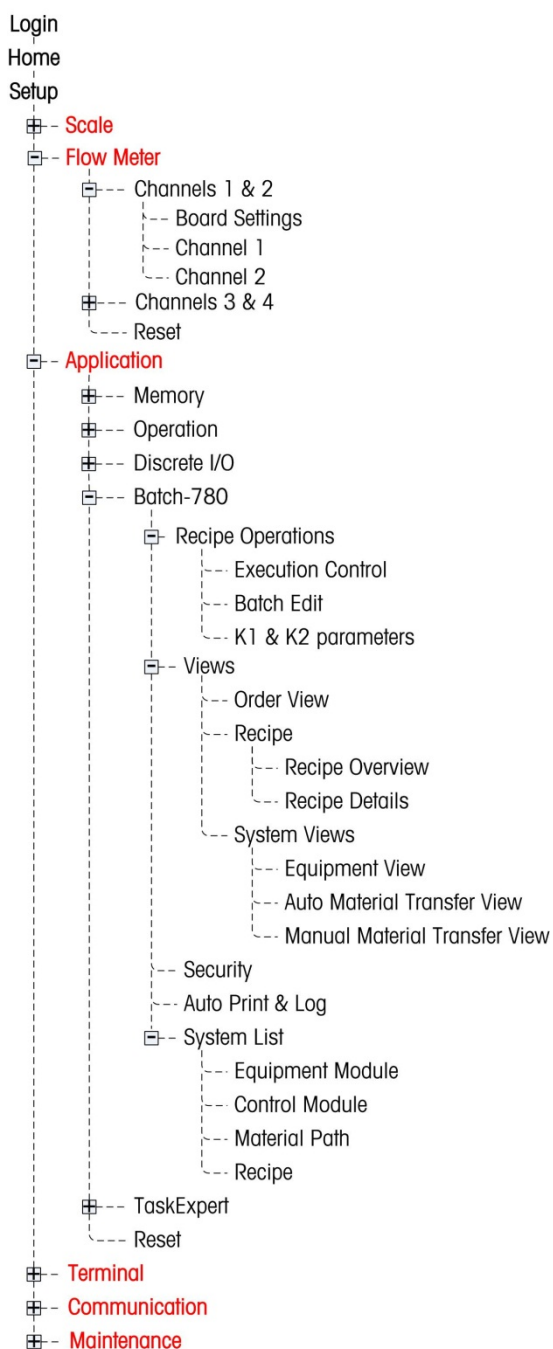 Login
Home
Setup
Scale
Flow Meter
Channels 1 & 2
Board Settings
Channel 1
Channel 2
Channels 3 & 4
Reset
Application
Memory
Operation
Discrete I/O
Batch-780
Recipe Operations
Execution Control
Batch Edit
K1 & K2 parameters
Views
Order View
Recipe
Recipe Overview
Recipe Details
System Views
Equipment View
Auto Material Transfer View
Manual Material Transfer View
Security
Auto Print & Log
System List
Equipment Module
Control Module
Material Path
Recipe
TaskExpert
Reset
Terminal
Communication
Maintenance